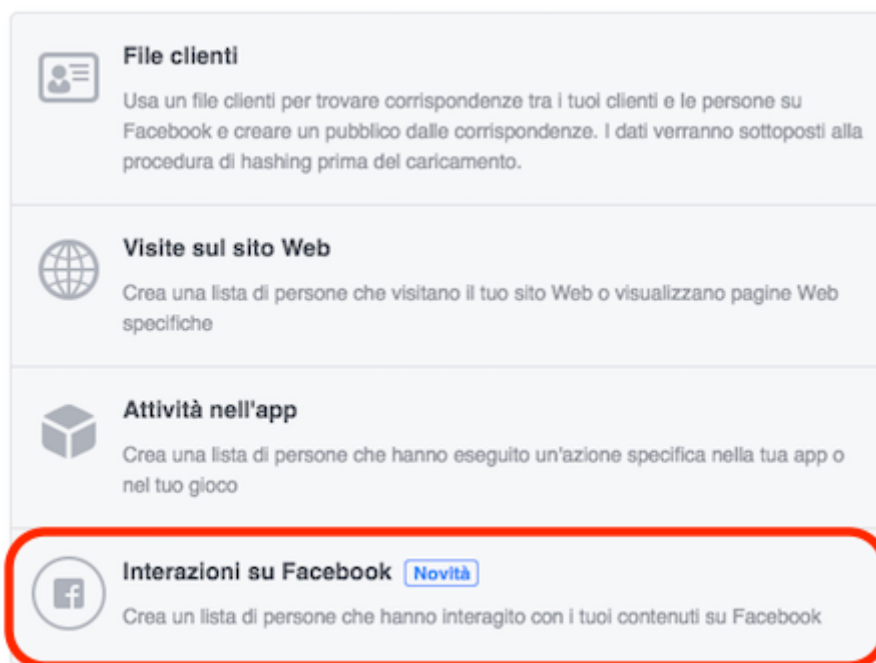 File clienti
Usa un file clienti per trovare corrispondenze tra i tuoi clienti e le persone su
Facebook e creare un pubblico dalle corrispondenze. I dati verranno sottoposti alla
procedura di hashing prima del caricamento.
Visite sul sito Web
Crea una lista di persone che visitano il tuo sito Web o visualizzano pagine Web
specifiche
Attività nell'app
Crea una lista di persone che hanno eseguito un'azione specifica nella tua app o
nel tuo gioco
Interazioni su Facebook Novità
Crea un lista di persone che hanno interagito con i tuoi contenuti su Facebook